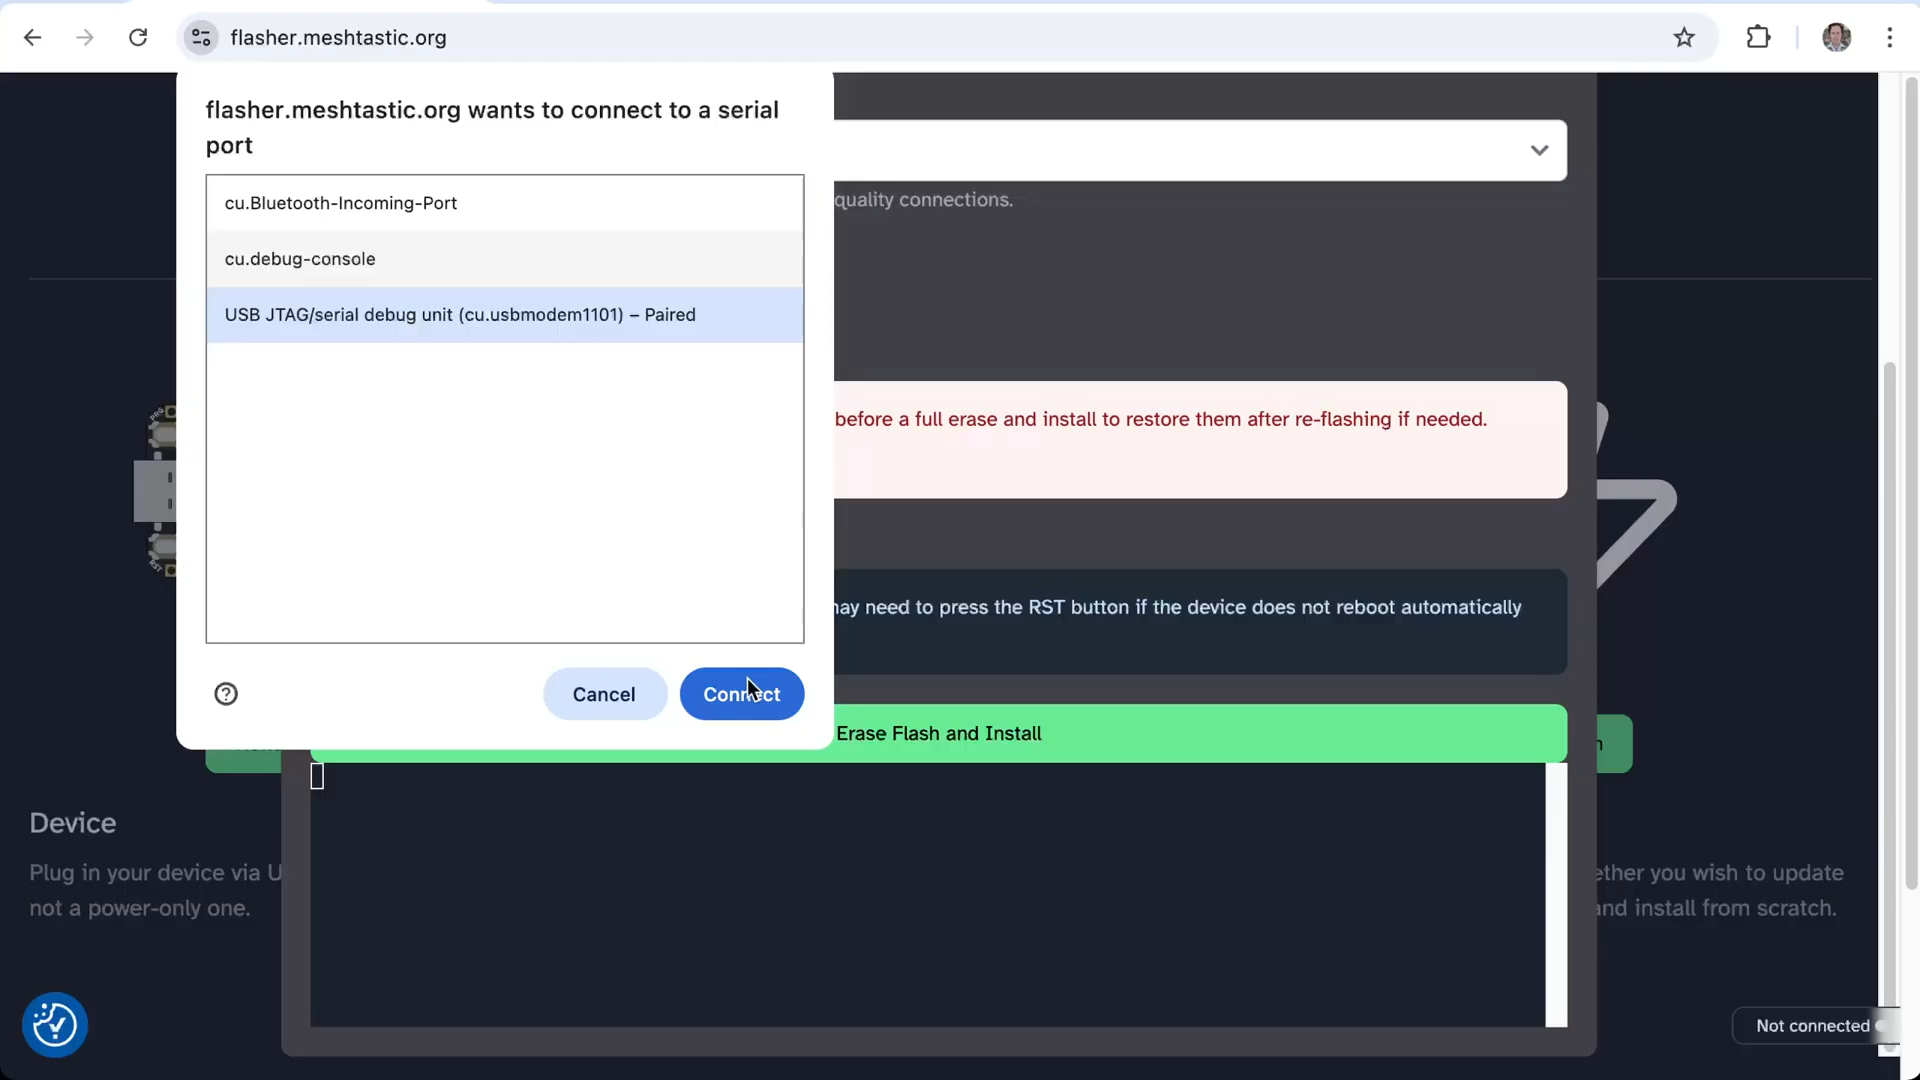 flasher.meshtastic.org
flasher.meshtastic.org wants to connect to a serial
port
cu.Bluetooth-Incoming-Port
cu.debug-console
USB JTAG/serial debug unit (cu.usbmodem1101) – Paired
Cancel
Connect
quality connections.
before a full erase and install to restore them after re-flashing if needed.
may need to press the RST button if the device does not reboot automatically
Erase Flash and Install
PRG
RST
Device
Plug in your device via U
not a power-only one.
ether you wish to update
and install from scratch.
Not connected